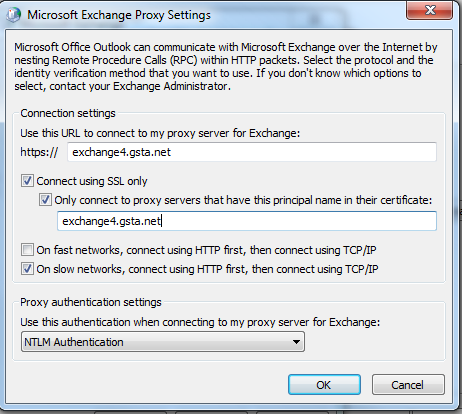 Microsoft Exchange Proxy Settings
Microsoft Office Outlook can communicate with Microsoft Exchange over the Internet by
nesting Remote Procedure Calls (RPC) within HTTP packets. Select the protocol and the
identity verification method that you want to use. If you don't know which options to
select, contact your Exchange Administrator.
Connection settings
Use this URL to connect to my proxy server for Exchange:
https:// exchange4.gsta.net
Connect using SSL only
Only connect to proxy servers that have this principal name in their certificate:
exchange4.gsta.net
On fast networks, connect using HTTP first, then connect using TCP/IP
On slow networks, connect using HTTP first, then connect using TCP/IP
Proxy authentication settings
Use this authentication when connecting to my proxy server for Exchange:
NTLM Authentication
OK Cancel